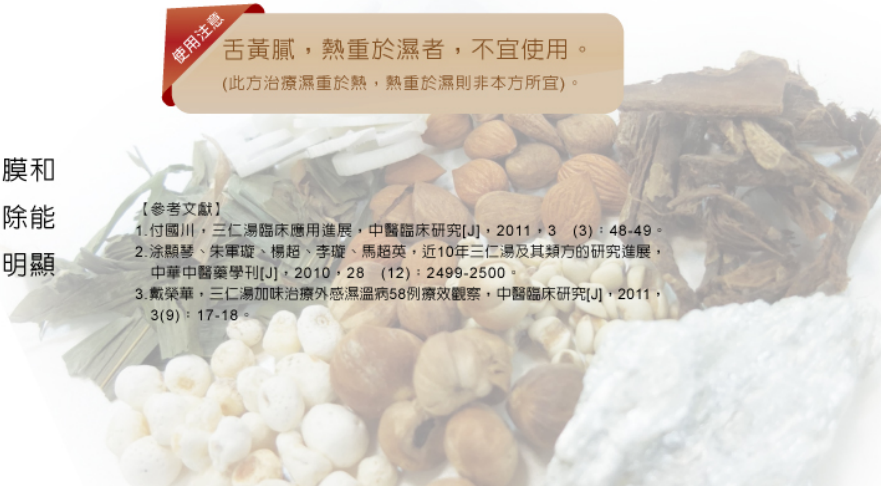 使用注意
舌黃膩，熱重於濕者，不宜使用。
(此方治療濕重於熱，熱重於濕則非本方所宜)。
膜和
除能
明顯
【參考文獻】
1.付國川，三仁湯臨床應用進展，中醫臨床研究[J]，2011，3 (3)：48-49。
2.涂顯琴、朱軍璇、楊超、李璇、馬超英，近10年三仁湯及其類方的研究進展，
中華中醫藥學刊[J]，2010，28 (12)：2499-2500。
3.戴榮華，三仁湯加味治療外感濕溫病58例療效觀察，中醫臨床研究[J]，2011，
3(9)：17-18。